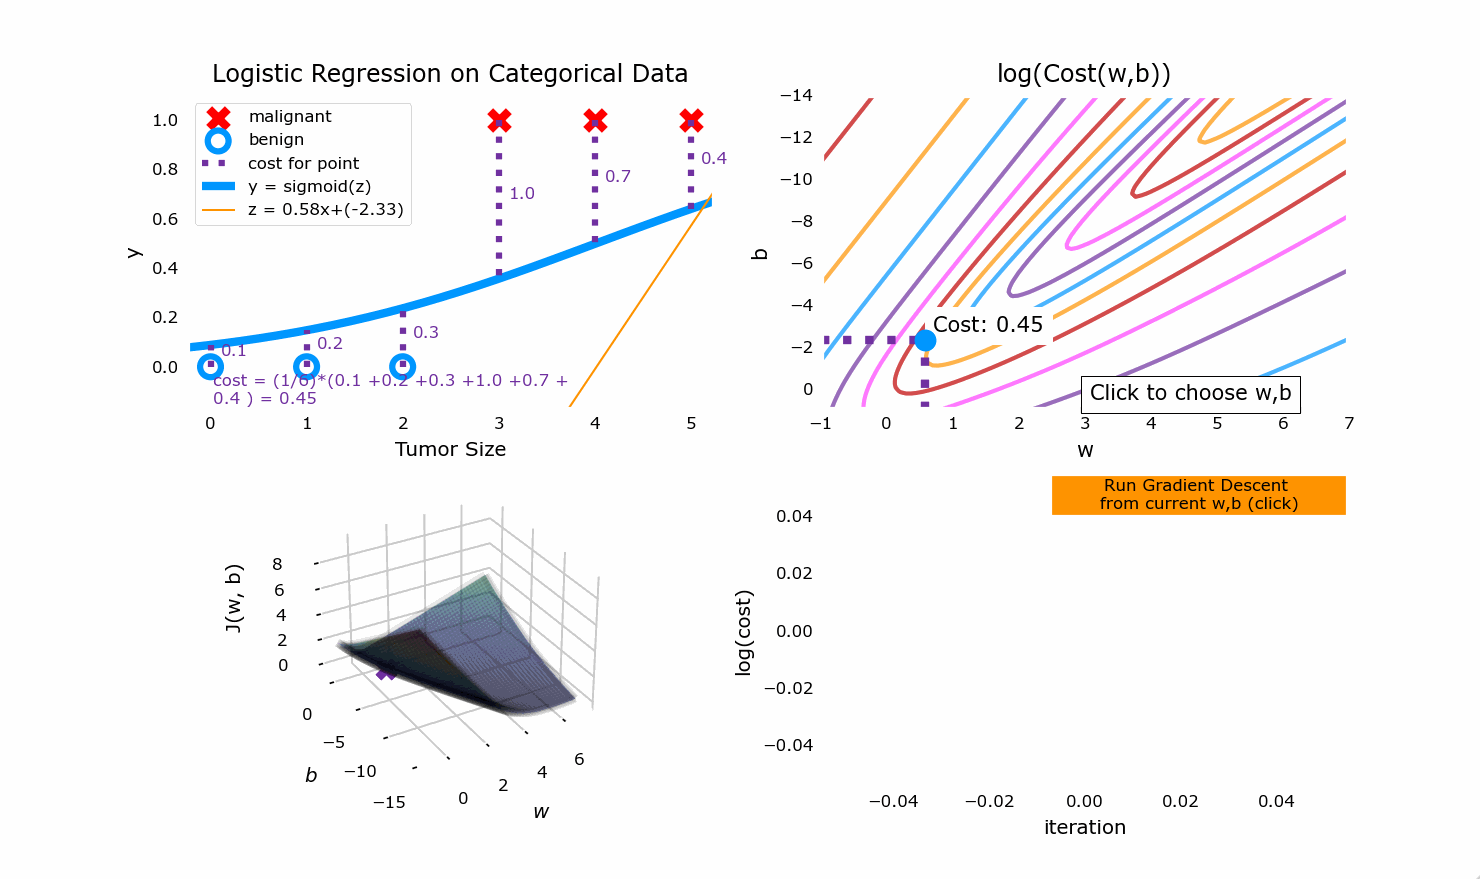 Logistic Regression on Categorical Data
malignant
benign
cost for point
y = sigmoid(z)
z = 0.58x+(-2.33)
1.0
0.8
0.6
0.4
0.2
0.0
y
0.1
0.2
0.3
1.0
0.7
0.4
cost = (1/6)*(0.1 +0.2 +0.3 +1.0 +0.7 +
0.4 ) = 0.45
0 1 2 3 4 5
Tumor Size
log(Cost(w,b))
−14
−12
−10
−8
−6
−4
−2
0
b
Cost: 0.45
Click to choose w,b
−1 0 1 2 3 4 5 6 7
w
J(w, b)
8
6
4
2
0
0
−5
−10
−15
b
0 2 4 6
w
Run Gradient Descent
from current w,b (click)
0.04
0.02
0.00
−0.02
−0.04
log(cost)
−0.04 −0.02 0.00 0.02 0.04
iteration